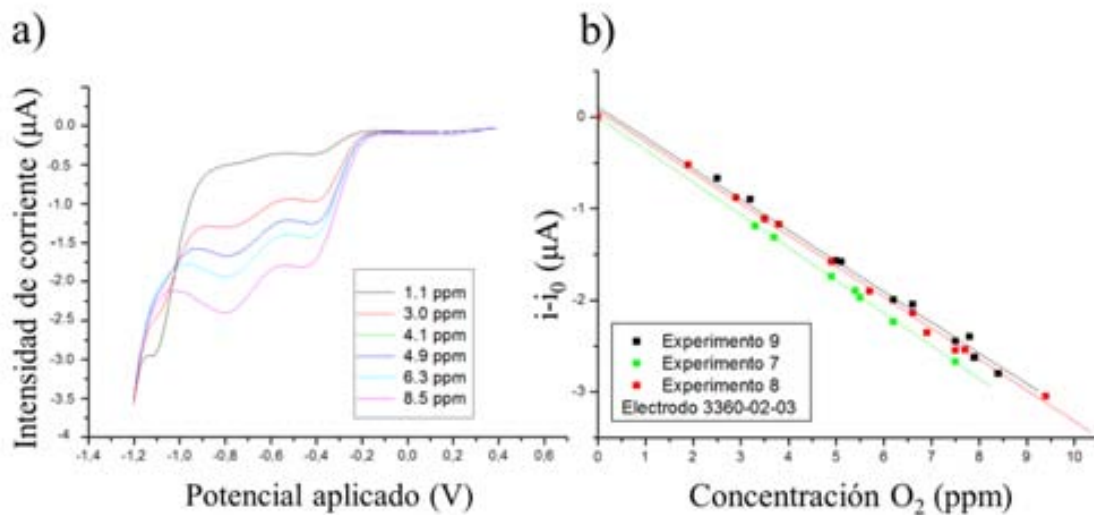 a)
Intensidad de corriente (µA)
0.0
-0.5
-1.0
-1.5
-2.0
-2.5
-3.0
-3.5
-4
-1,4 -1,2 -1,0 -0,8 -0,6 -0,4 -0,2 0,0 0,2 0,4 0,6
Potencial aplicado (V)
1.1 ppm
3.0 ppm
4.1 ppm
4.9 ppm
6.3 ppm
8.5 ppm
b)
i-i0 (µA)
0
-1
-2
-3
0 1 2 3 4 5 6 7 8 9 10
Concentración O2 (ppm)
Experimento 9
Experimento 7
Experimento 8
Electrodo 3360-02-03